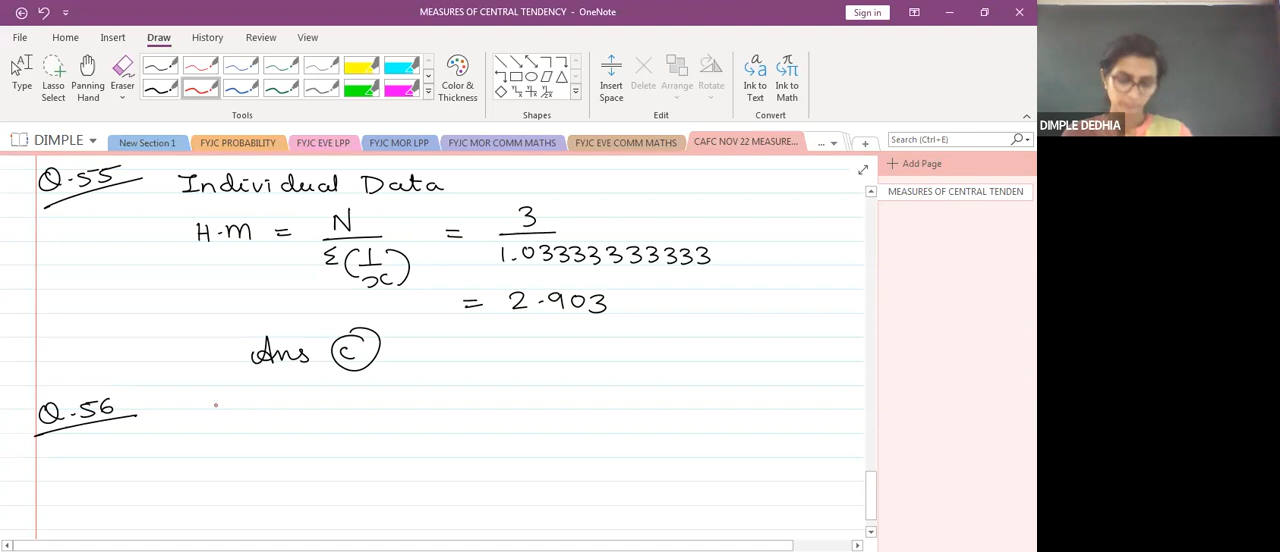 MEASURES OF CENTRAL TENDENCY - OneNote
Sign in
File Home Insert Draw History Review View
Type
Lasso Select
Panning Hand
Eraser
Color & Thickness
Insert Space
Delete
Arrange
Rotate
Ink to Text
Ink to Math
Tools
Shapes
Edit
Convert
DIMPLE
New Section 1
FYJC PROBABILITY
FYJC EVE LPP
FYJC MOR LPP
FYJC MOR COMM MATHS
FYJC EVE COMM MATHS
CAFC NOV 22 MEASURE...
...
Search (Ctrl+E)
Add Page
MEASURES OF CENTRAL TENDEN
DIMPLE DEDHIA
Q.55 Individual Data
H.M = N / Σ(1/x) = 3 / 1.03333333333
= 2.903
Ans C
Q.56